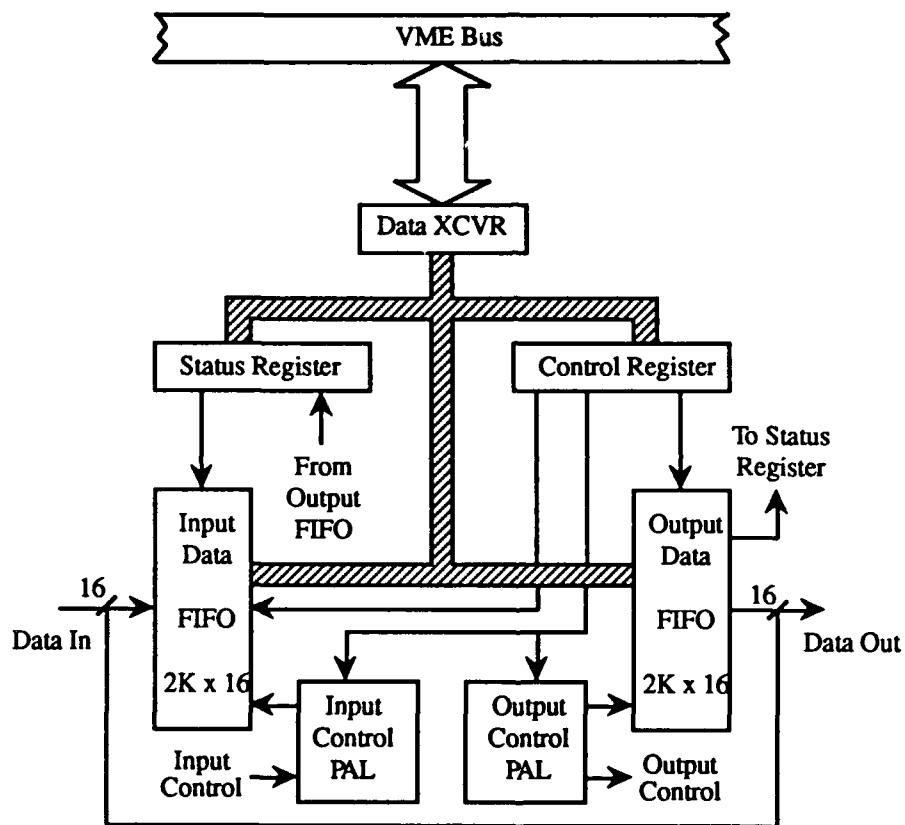 VME Bus
Data XCVR
Status Register
Control Register
From
Output
FIFO
To Status
Register
Input
Data
FIFO
2K x 16
Output
Data
FIFO
2K x 16
16
Data In
16
Data Out
Input
Control
PAL
Output
Control
PAL
Input
Control
Output
Control